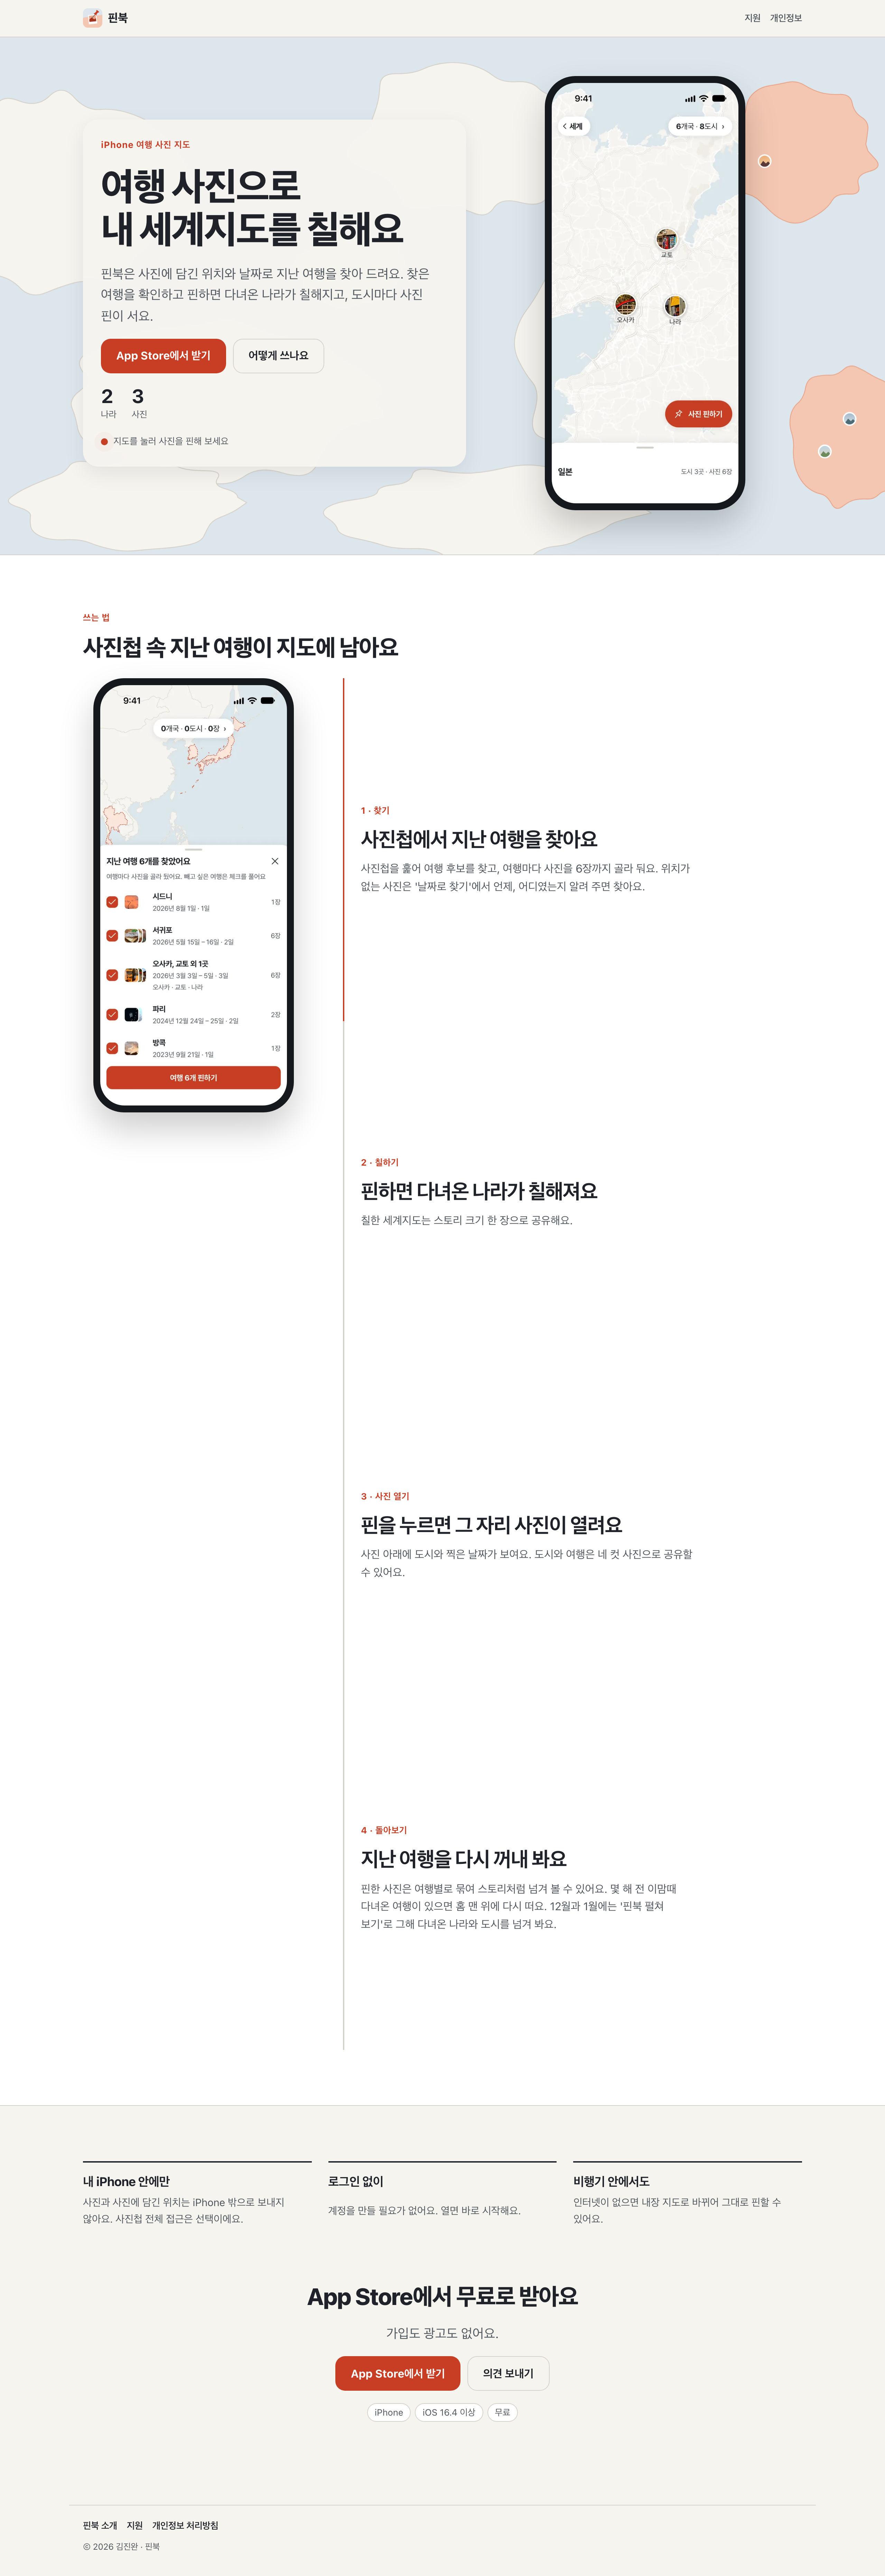 핀북
지원 개인정보
iPhone 여행 사진 지도
여행 사진으로
내 세계지도를 칠해요
핀북은 사진에 담긴 위치와 날짜로 지난 여행을 찾아 드려요. 찾은
여행을 확인하고 핀하면 다녀온 나라가 칠해지고, 도시마다 사진
핀이 서요.
App Store에서 받기 어떻게 쓰나요
2 3
나라 사진
지도를 눌러 사진을 핀해 보세요
9:41
세계 6개국 · 8도시 ›
교토
오사카
나라
사진 핀하기
일본 도시 3곳 · 사진 6장
쓰는 법
사진첩 속 지난 여행이 지도에 남아요
9:41
0개국 · 0도시 · 0장 ›
지난 여행 6개를 찾았어요
여행마다 사진을 골라 뒀어요. 빼고 싶은 여행은 체크를 풀어요
시드니
2026년 8월 1일 · 1일 1장
서귀포
2026년 5월 15일 – 16일 · 2일 6장
오사카, 교토 외 1곳
2026년 3월 3일 – 5일 · 3일 6장
오사카 · 교토 · 나라
파리
2024년 12월 24일 – 25일 · 2일 2장
방콕
2023년 9월 21일 · 1일 1장
여행 6개 핀하기
1 · 찾기
사진첩에서 지난 여행을 찾아요
사진첩을 훑어 여행 후보를 찾고, 여행마다 사진을 6장까지 골라 둬요. 위치가
없는 사진은 '날짜로 찾기'에서 언제, 어디였는지 알려 주면 찾아요.
2 · 칠하기
핀하면 다녀온 나라가 칠해져요
칠한 세계지도는 스토리 크기 한 장으로 공유해요.
3 · 사진 열기
핀을 누르면 그 자리 사진이 열려요
사진 아래에 도시와 찍은 날짜가 보여요. 도시와 여행은 네 컷 사진으로 공유할
수 있어요.
4 · 돌아보기
지난 여행을 다시 꺼내 봐요
핀한 사진은 여행별로 묶여 스토리처럼 넘겨 볼 수 있어요. 몇 해 전 이맘때
다녀온 여행이 있으면 홈 맨 위에 다시 떠요. 12월과 1월에는 '핀북 펼쳐
보기'로 그해 다녀온 나라와 도시를 넘겨 봐요.
내 iPhone 안에만
사진과 사진에 담긴 위치는 iPhone 밖으로 보내지
않아요. 사진첩 전체 접근은 선택이에요.
로그인 없이
계정을 만들 필요가 없어요. 열면 바로 시작해요.
비행기 안에서도
인터넷이 없으면 내장 지도로 바뀌어 그대로 핀할 수
있어요.
App Store에서 무료로 받아요
가입도 광고도 없어요.
App Store에서 받기 의견 보내기
iPhone iOS 16.4 이상 무료
핀북 소개 지원 개인정보 처리방침
© 2026 김진완 · 핀북